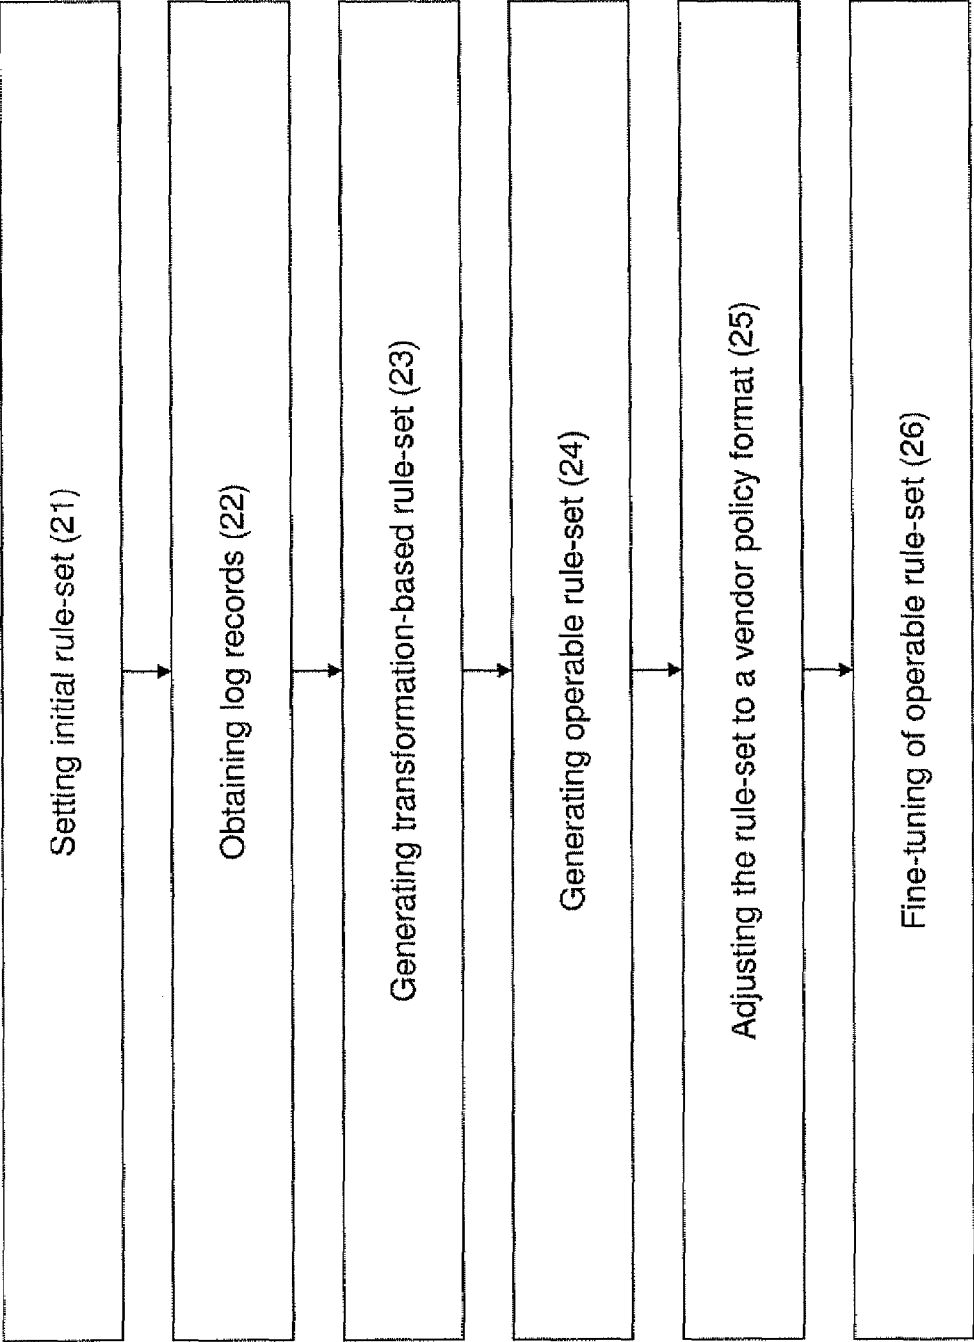 Setting initial rule-set (21)
Obtaining log records (22)
Generating transformation-based rule-set (23)
Generating operable rule-set (24)
Adjusting the rule-set to a vendor policy format (25)
Fine-tuning of operable rule-set (26)